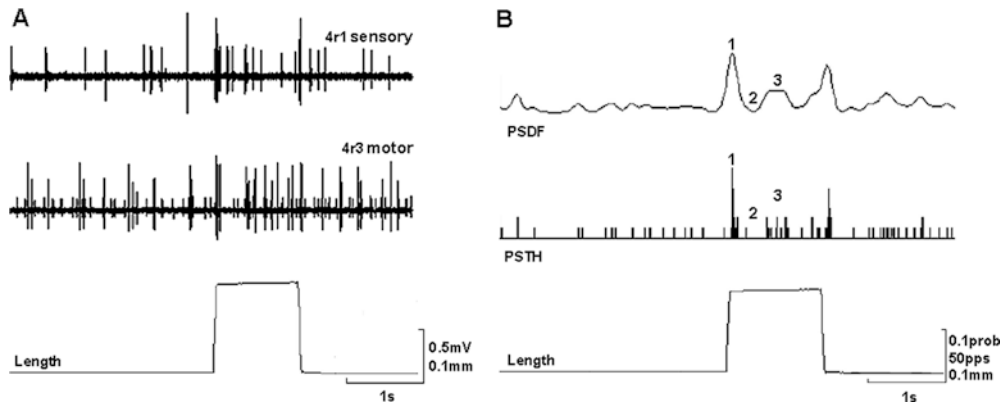 A
4r1 sensory
4r3 motor
Length
0.5mV
0.1mm
1s
B
1
2
3
PSDF
1
2
3
PSTH
Length
0.1prob
50pps
0.1mm
1s